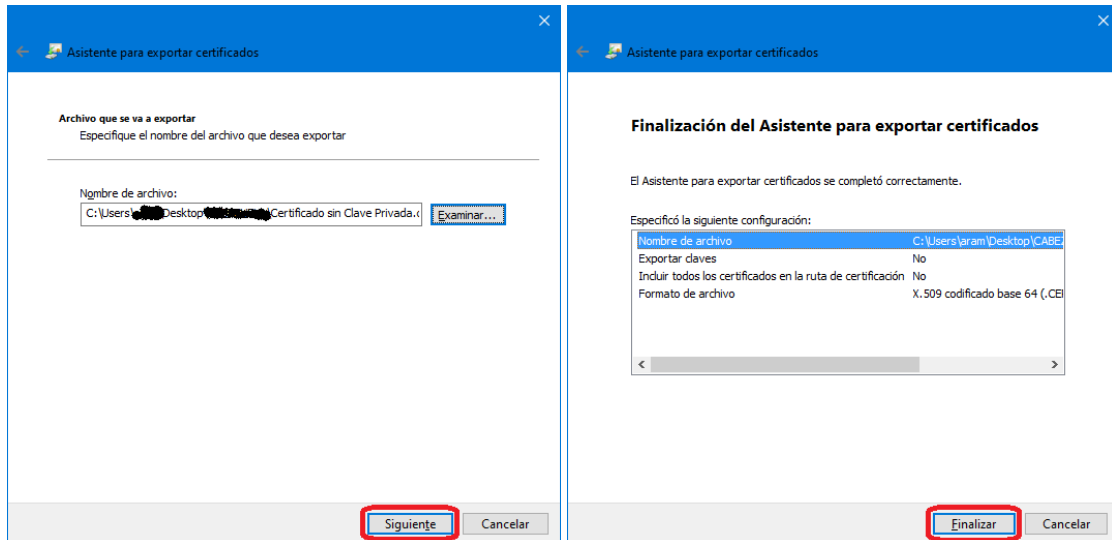 Asistente para exportar certificados
Archivo que se va a exportar
Especifique el nombre del archivo que desea exportar
Nombre de archivo:
C:\Users\ Desktop\ \Certificado sin Clave Privada.c
Examinar...
Siguiente
Cancelar
Asistente para exportar certificados
Finalización del Asistente para exportar certificados
El Asistente para exportar certificados se completó correctamente.
Especificó la siguiente configuración:
Nombre de archivo C:\Users\aram\Desktop\CABEZ
Exportar claves No
Incluir todos los certificados en la ruta de certificación No
Formato de archivo X.509 codificado base 64 (.CEI
Finalizar
Cancelar